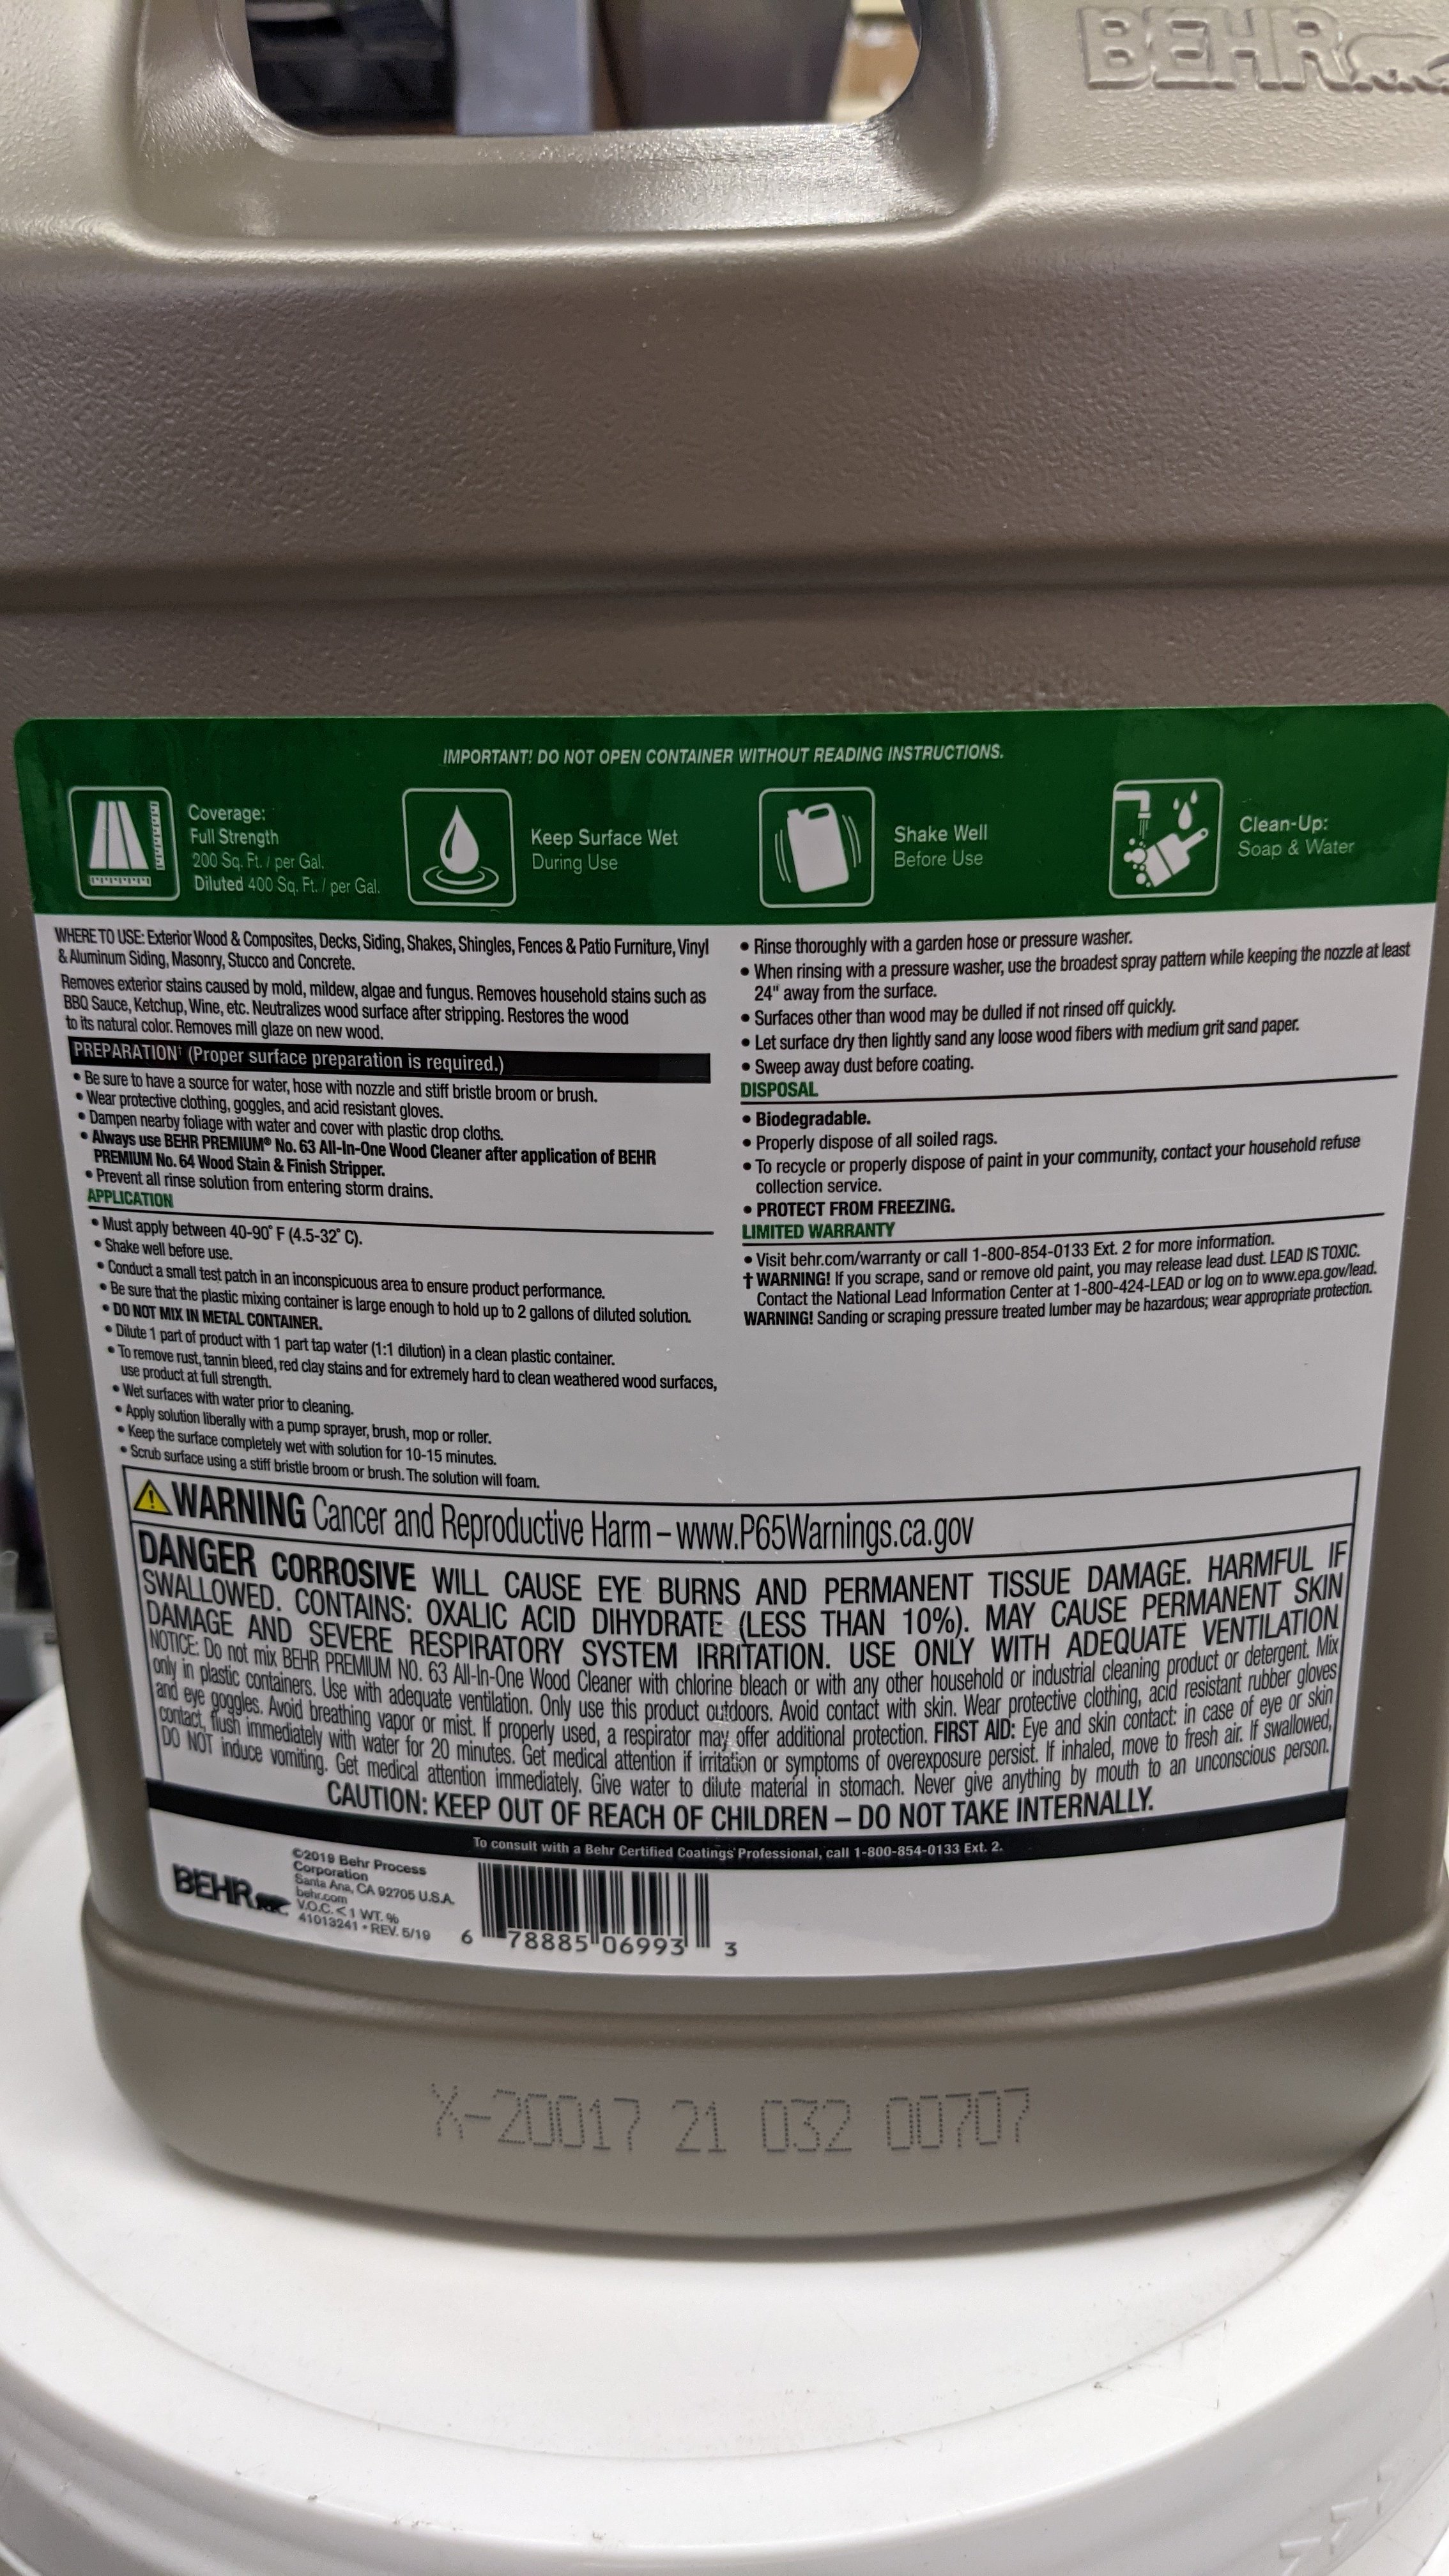 BEHR
IMPORTANT! DO NOT OPEN CONTAINER WITHOUT READING INSTRUCTIONS.
Coverage:
Full Strength
200 Sq. Ft. / per Gal.
Diluted 400 Sq. Ft. / per Gal.
Keep Surface Wet
During Use
Shake Well
Before Use
Clean-Up:
Soap & Water
WHERE TO USE: Exterior Wood & Composites, Decks, Siding, Shakes, Shingles, Fences & Patio Furniture, Vinyl
& Aluminum Siding, Masonry, Stucco and Concrete.
Removes exterior stains caused by mold, mildew, algae and fungus. Removes household stains such as
BBQ Sauce, Ketchup, Wine, etc. Neutralizes wood surface after stripping. Restores the wood
to its natural color. Removes mill glaze on new wood.
PREPARATION† (Proper surface preparation is required.)
• Be sure to have a source for water, hose with nozzle and stiff bristle broom or brush.
• Wear protective clothing, goggles, and acid resistant gloves.
• Dampen nearby foliage with water and cover with plastic drop cloths.
• Always use BEHR PREMIUM® No. 63 All-In-One Wood Cleaner after application of BEHR
PREMIUM No. 64 Wood Stain & Finish Stripper.
• Prevent all rinse solution from entering storm drains.
APPLICATION
• Must apply between 40-90° F (4.5-32° C).
• Shake well before use.
• Conduct a small test patch in an inconspicuous area to ensure product performance.
• Be sure that the plastic mixing container is large enough to hold up to 2 gallons of diluted solution.
• DO NOT MIX IN METAL CONTAINER.
• Dilute 1 part of product with 1 part tap water (1:1 dilution) in a clean plastic container.
• To remove rust, tannin bleed, red clay stains and for extremely hard to clean weathered wood surfaces,
use product at full strength.
• Wet surfaces with water prior to cleaning.
• Apply solution liberally with a pump sprayer, brush, mop or roller.
• Keep the surface completely wet with solution for 10-15 minutes.
• Scrub surface using a stiff bristle broom or brush. The solution will foam.
• Rinse thoroughly with a garden hose or pressure washer.
• When rinsing with a pressure washer, use the broadest spray pattern while keeping the nozzle at least
24" away from the surface.
• Surfaces other than wood may be dulled if not rinsed off quickly.
• Let surface dry then lightly sand any loose wood fibers with medium grit sand paper.
• Sweep away dust before coating.
DISPOSAL
• Biodegradable.
• Properly dispose of all soiled rags.
• To recycle or properly dispose of paint in your community, contact your household refuse
collection service.
• PROTECT FROM FREEZING.
LIMITED WARRANTY
• Visit behr.com/warranty or call 1-800-854-0133 Ext. 2 for more information.
† WARNING! If you scrape, sand or remove old paint, you may release lead dust. LEAD IS TOXIC.
Contact the National Lead Information Center at 1-800-424-LEAD or log on to www.epa.gov/lead.
WARNING! Sanding or scraping pressure treated lumber may be hazardous; wear appropriate protection.
WARNING Cancer and Reproductive Harm – www.P65Warnings.ca.gov
DANGER CORROSIVE WILL CAUSE EYE BURNS AND PERMANENT TISSUE DAMAGE. HARMFUL IF
SWALLOWED. CONTAINS: OXALIC ACID DIHYDRATE (LESS THAN 10%). MAY CAUSE PERMANENT SKIN
DAMAGE AND SEVERE RESPIRATORY SYSTEM IRRITATION. USE ONLY WITH ADEQUATE VENTILATION
NOTICE: Do not mix BEHR PREMIUM NO. 63 All-In-One Wood Cleaner with chlorine bleach or with any other household or industrial cleaning product or detergent. Mix
only in plastic containers. Use with adequate ventilation. Only use this product outdoors. Avoid contact with skin. Wear protective clothing, acid resistant rubber gloves
and eye goggles. Avoid breathing vapor or mist. If properly used, a respirator may offer additional protection. FIRST AID: Eye and skin contact: in case of eye or skin
contact, flush immediately with water for 20 minutes. Get medical attention if irritation or symptoms of overexposure persist. If inhaled, move to fresh air. If swallowed,
DO NOT induce vomiting. Get medical attention immediately. Give water to dilute material in stomach. Never give anything by mouth to an unconscious person.
CAUTION: KEEP OUT OF REACH OF CHILDREN – DO NOT TAKE INTERNALLY.
To consult with a Behr Certified Coatings Professional, call 1-800-854-0133 Ext. 2.
BEHR
©2019 Behr Process
Corporation
Santa Ana, CA 92705 U.S.A.
behr.com
V.O.C. < 1 WT. %
41013241 • REV. 5/19
6 78885 06993 3
X-20017 21 032 00707